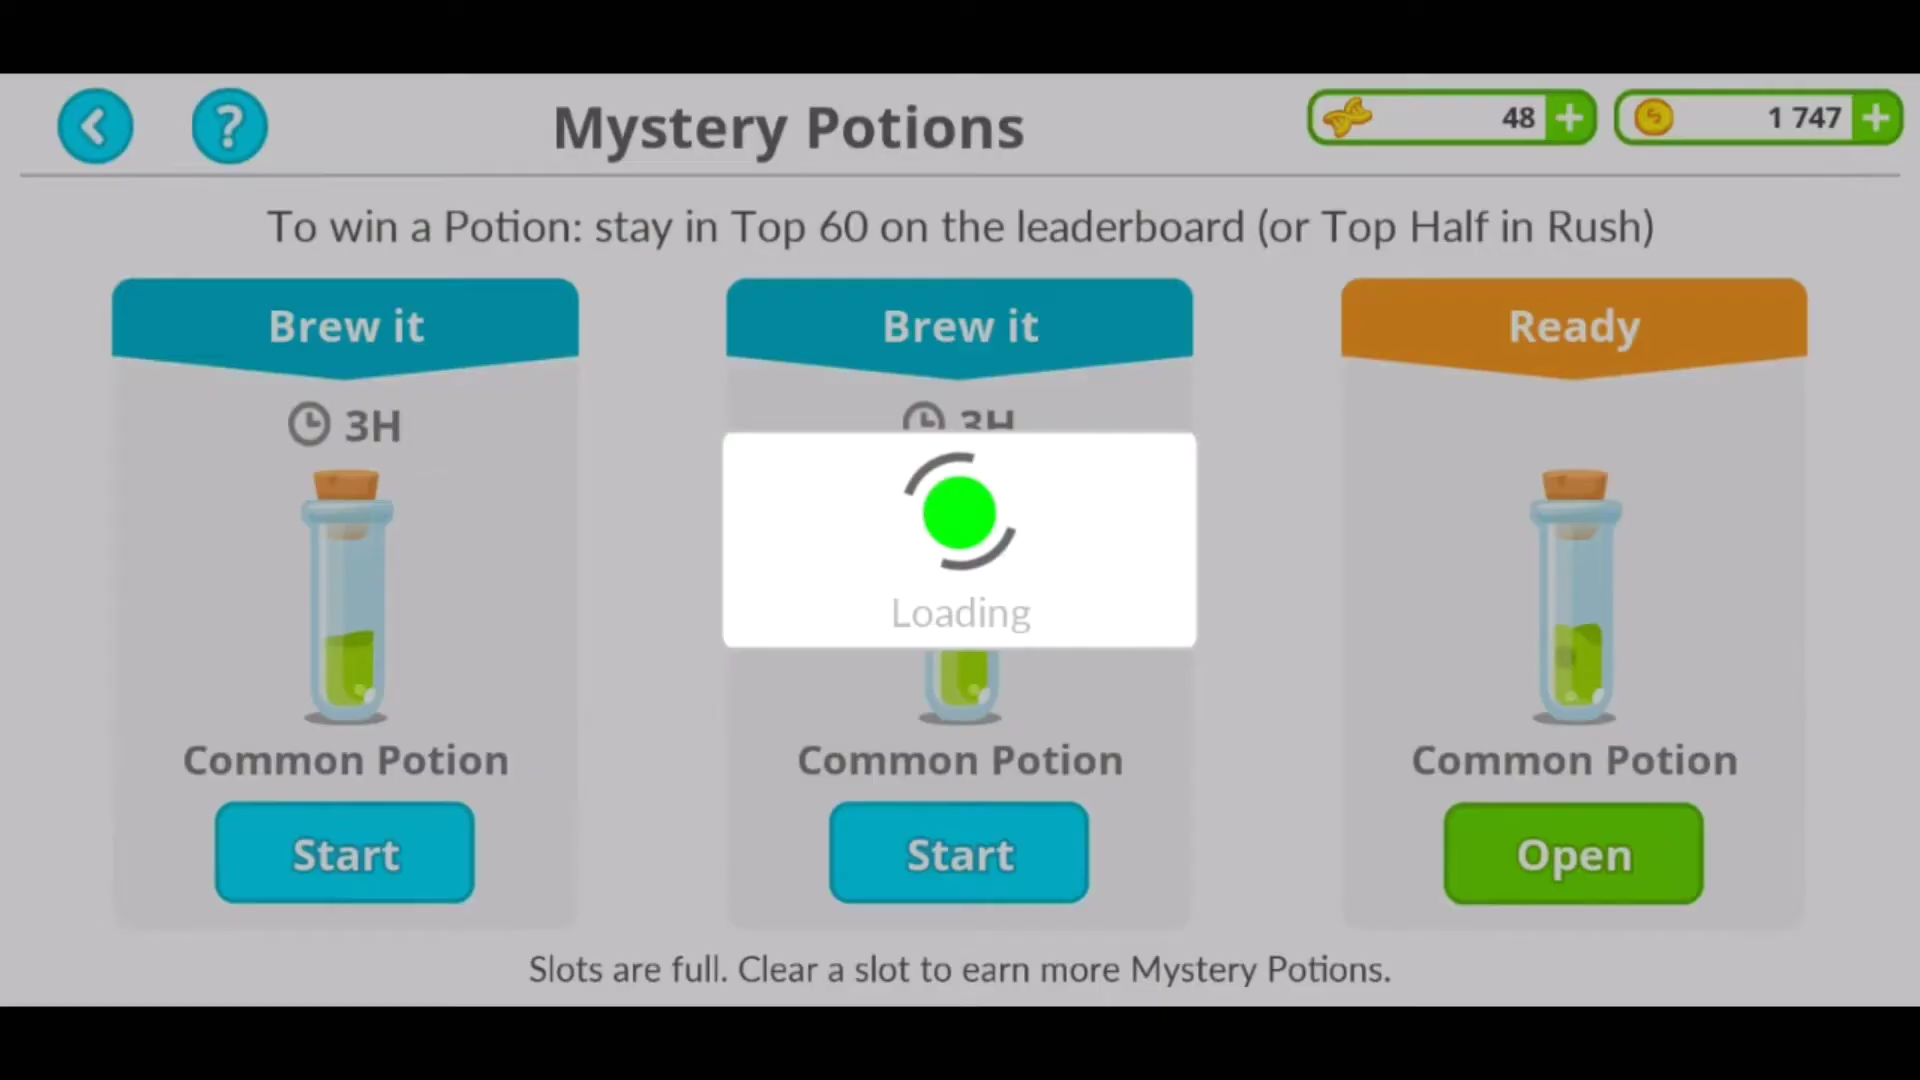 Mystery Potions
48
1 747
To win a Potion: stay in Top 60 on the leaderboard (or Top Half in Rush)
Brew it
Brew it
Ready
3H
3H
Loading
Common Potion
Common Potion
Common Potion
Start
Start
Open
Slots are full. Clear a slot to earn more Mystery Potions.